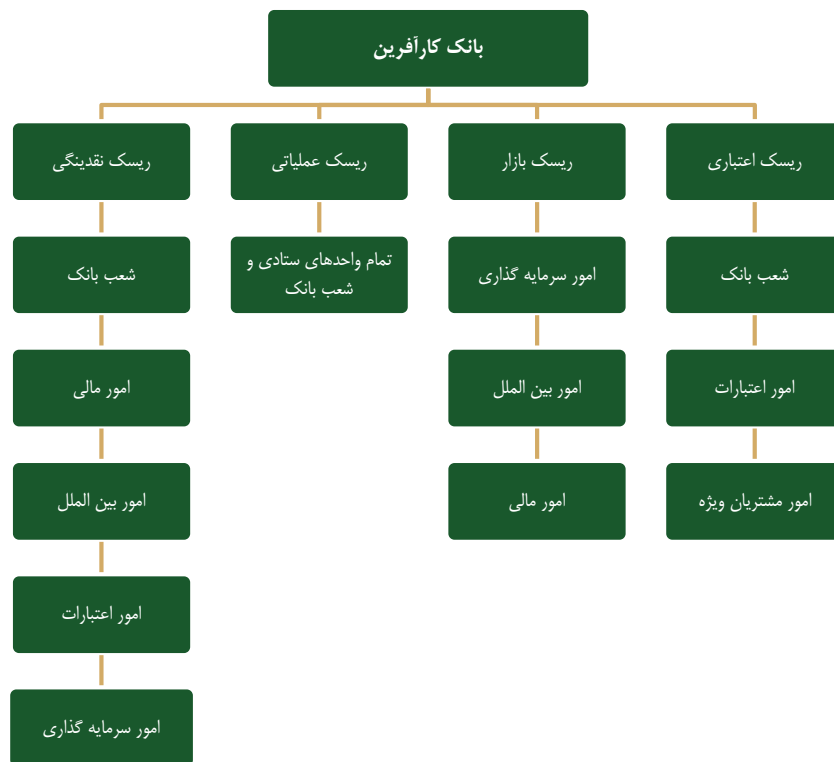 بانک کارآفرین
ریسک اعتباری
شعب بانک
امور اعتبارات
امور مشتریان ویژه
ریسک بازار
امور سرمایه گذاری
امور بین الملل
امور مالی
ریسک عملیاتی
تمام واحدهای ستادی و
شعب بانک
ریسک نقدینگی
شعب بانک
امور مالی
امور بین الملل
امور اعتبارات
امور سرمایه گذاری